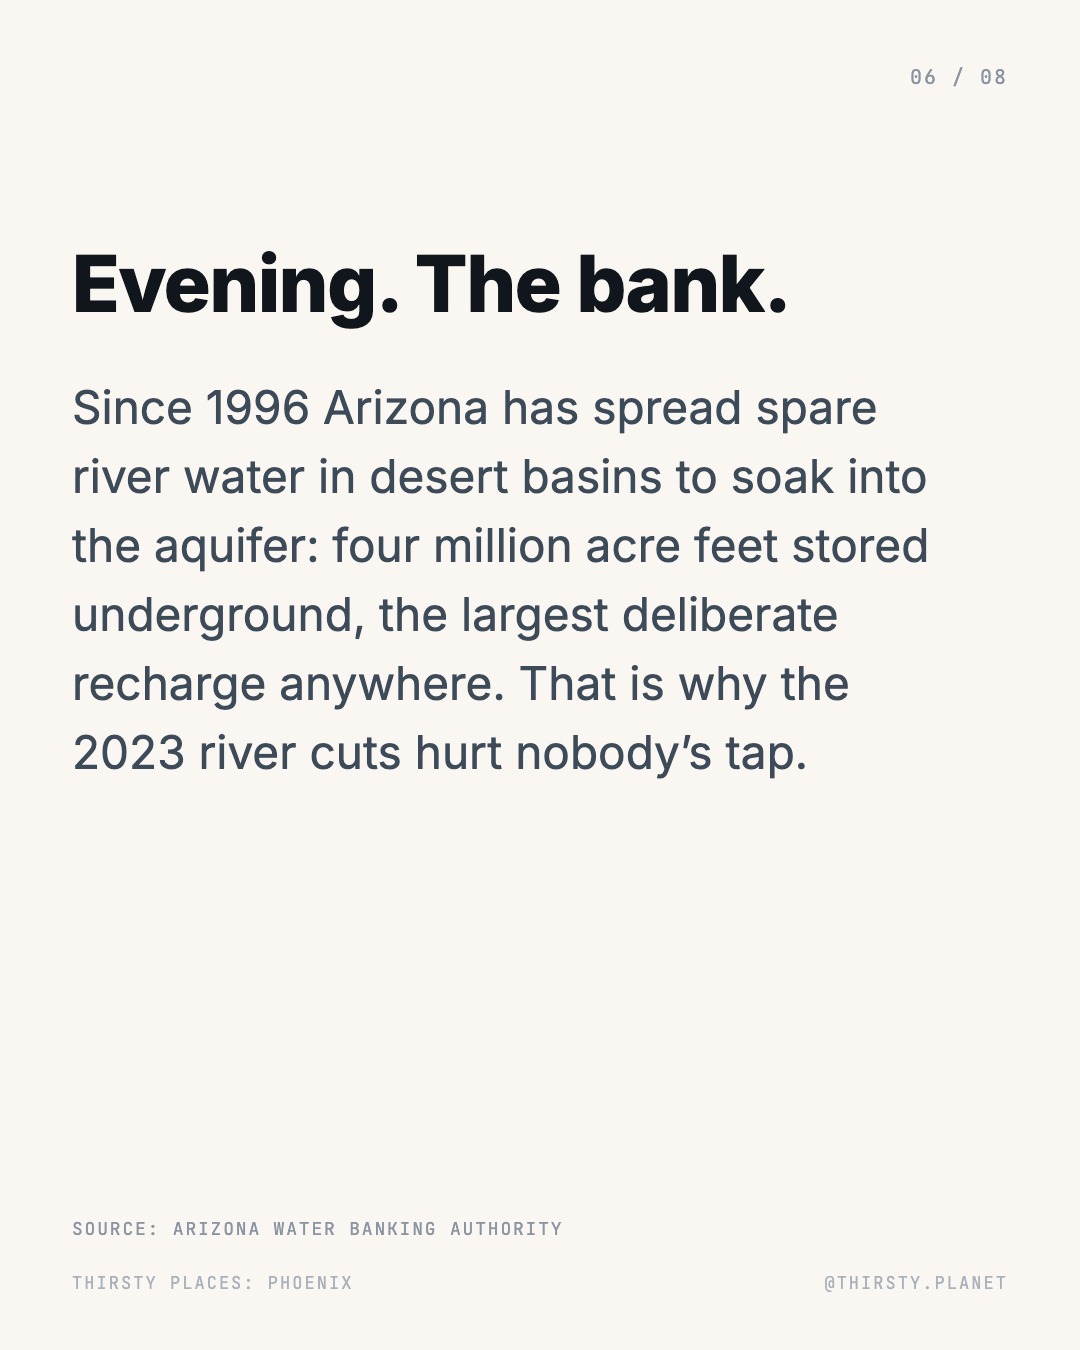 06 / 08
Evening. The bank.
Since 1996 Arizona has spread spare
river water in desert basins to soak into
the aquifer: four million acre feet stored
underground, the largest deliberate
recharge anywhere. That is why the
2023 river cuts hurt nobody’s tap.
SOURCE: ARIZONA WATER BANKING AUTHORITY
THIRSTY PLACES: PHOENIX
@THIRSTY.PLANET